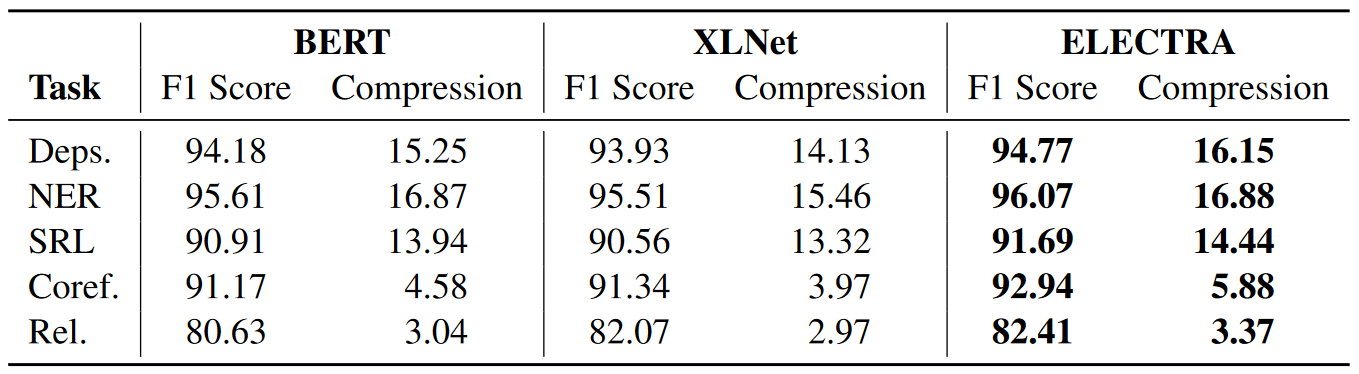 BERT XLNet ELECTRA
Task F1 Score Compression F1 Score Compression F1 Score Compression
Deps. 94.18 15.25 93.93 14.13 94.77 16.15
NER 95.61 16.87 95.51 15.46 96.07 16.88
SRL 90.91 13.94 90.56 13.32 91.69 14.44
Coref. 91.17 4.58 91.34 3.97 92.94 5.88
Rel. 80.63 3.04 82.07 2.97 82.41 3.37